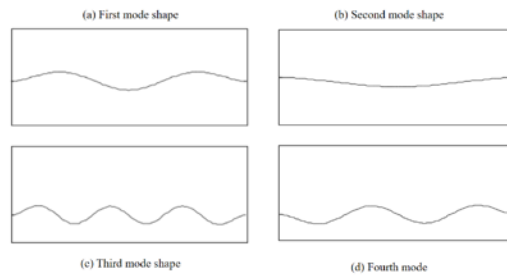 (a) First mode shape
(b) Second mode shape
(c) Third mode shape
(d) Fourth mode